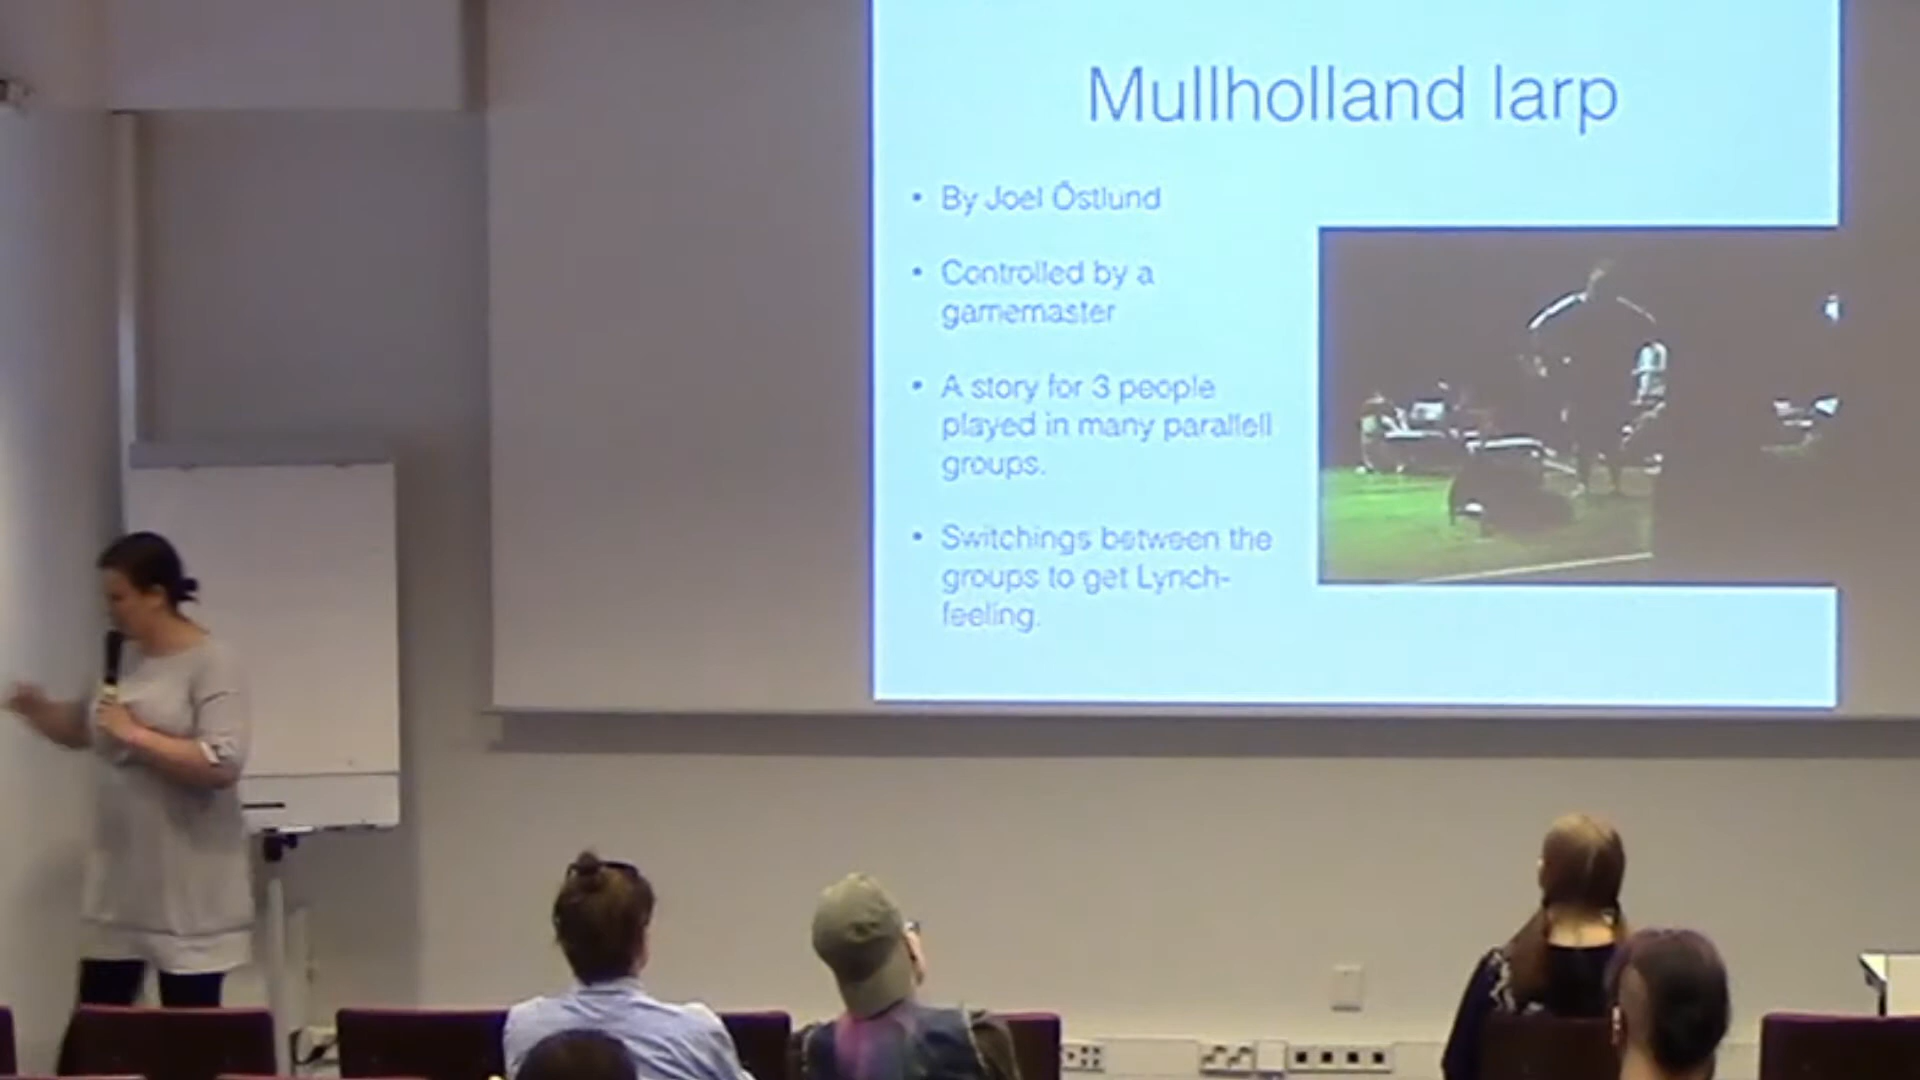 Mullholland larp
• By Joel Östlund
• Controlled by a
gamemaster
• A story for 3 people
played in many parallell
groups.
• Switchings between the
groups to get Lynch-
feeling.